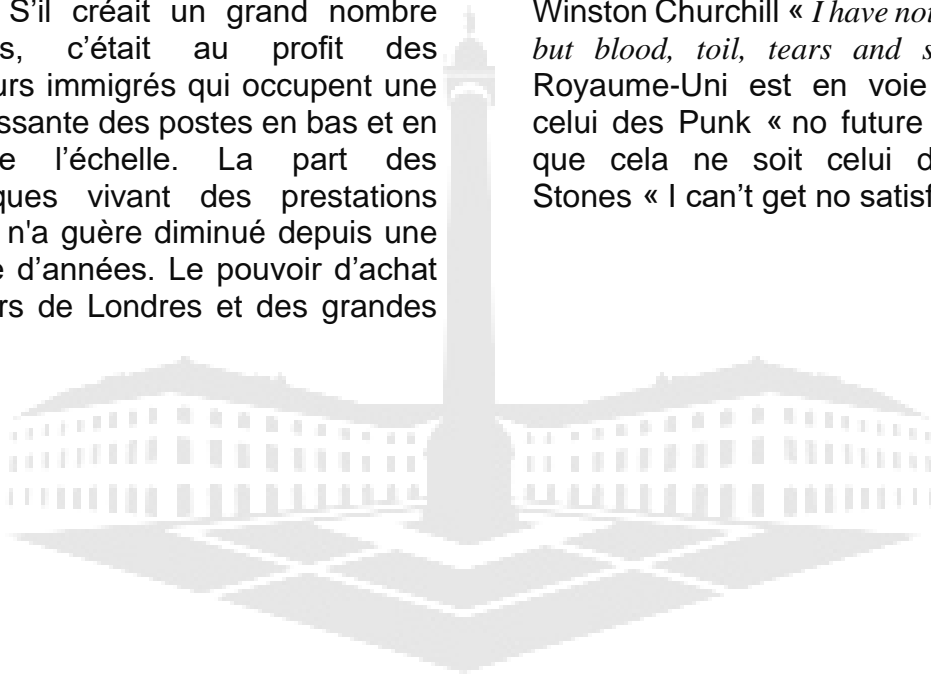 S'il créait un grand nombre
s, c'était au profit des
urs immigrés qui occupent une
issante des postes en bas et en
e l'échelle. La part des
ques vivant des prestations
n'a guère diminué depuis une
e d'années. Le pouvoir d'achat
rs de Londres et des grandes
Winston Churchill « I have not
but blood, toil, tears and s
Royaume-Uni est en voie
celui des Punk « no future
que cela ne soit celui d
Stones « I can't get no satisf